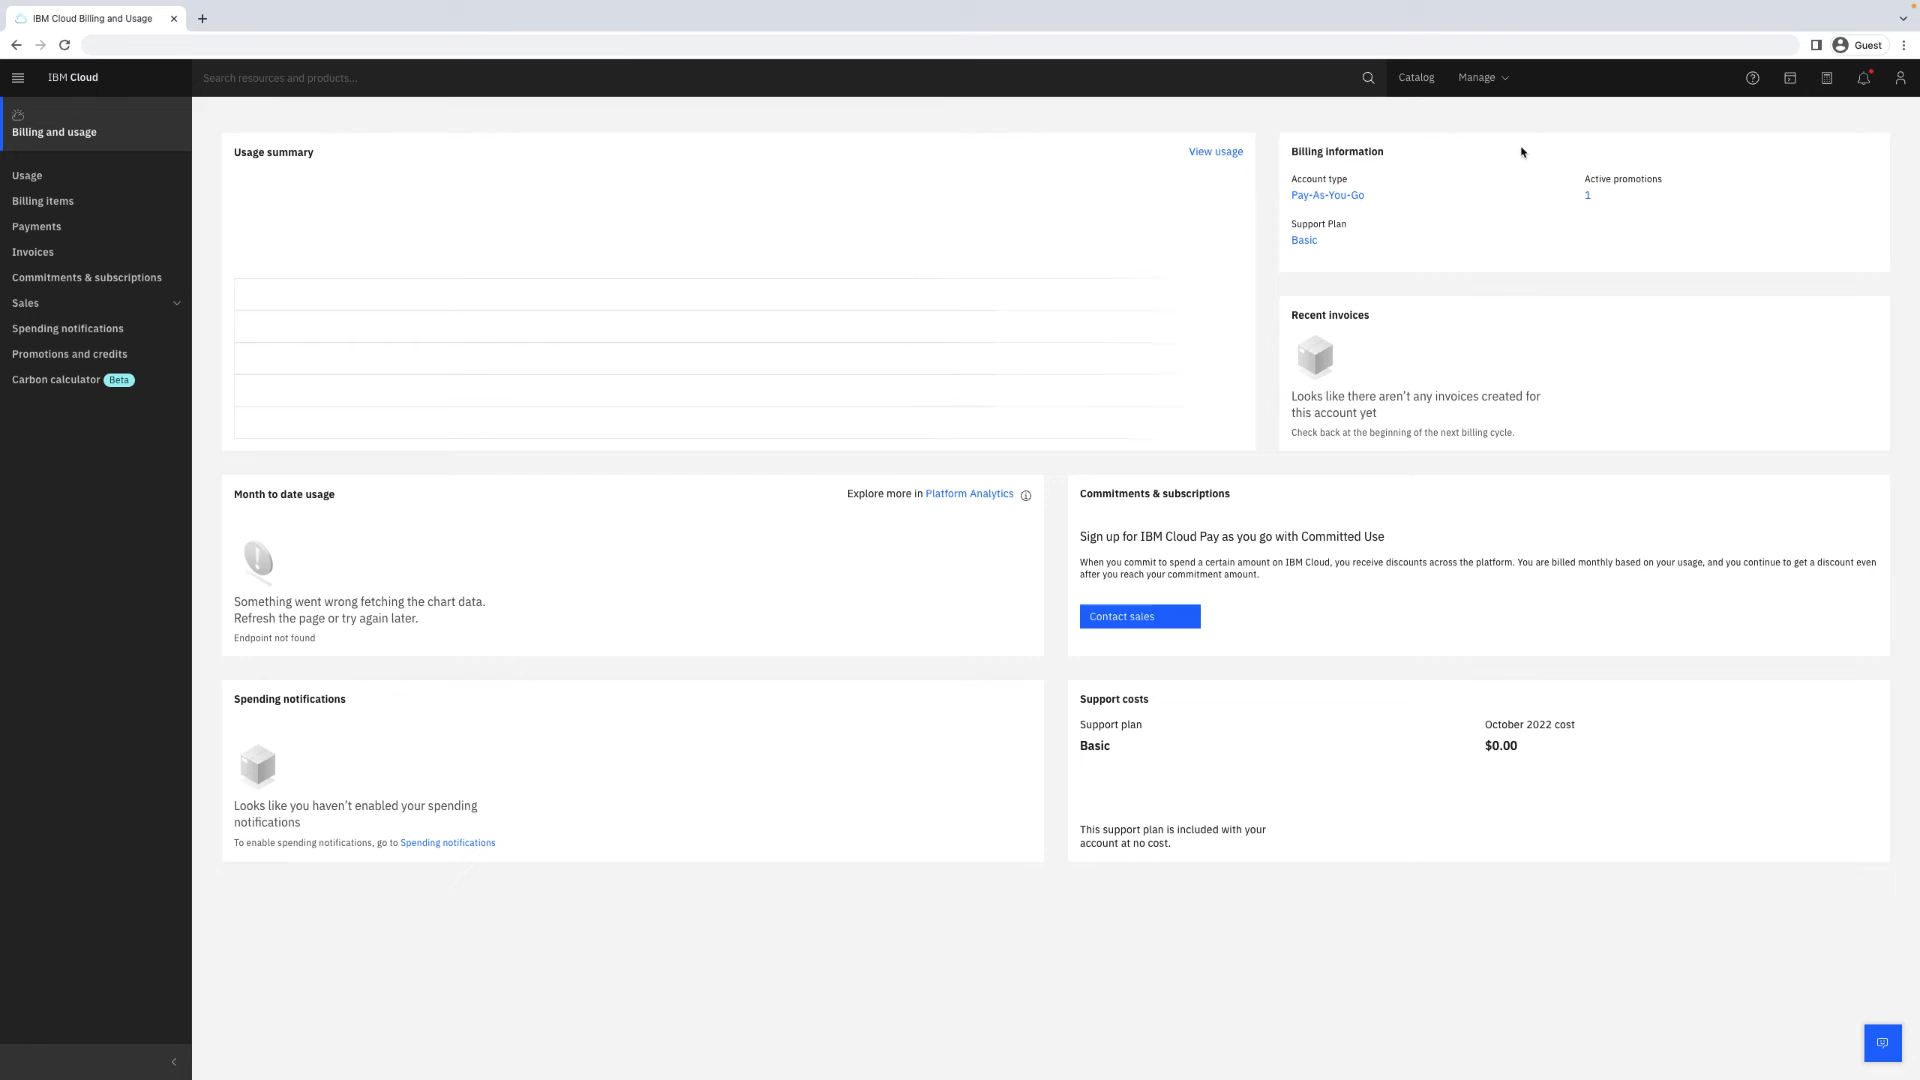 IBM Cloud Billing and Usage
Guest
IBM Cloud
Search resources and products...
Catalog
Manage
Billing and usage
Usage
Billing items
Payments
Invoices
Commitments & subscriptions
Sales
Spending notifications
Promotions and credits
Carbon calculator Beta
Usage summary
View usage
Billing information
Account type
Active promotions
Pay-As-You-Go
1
Support Plan
Basic
Recent invoices
Looks like there aren't any invoices created for
this account yet
Check back at the beginning of the next billing cycle.
Month to date usage
Explore more in Platform Analytics
Something went wrong fetching the chart data.
Refresh the page or try again later.
Endpoint not found
Commitments & subscriptions
Sign up for IBM Cloud Pay as you go with Committed Use
When you commit to spend a certain amount on IBM Cloud, you receive discounts across the platform. You are billed monthly based on your usage, and you continue to get a discount even
after you reach your commitment amount.
Contact sales
Spending notifications
Looks like you haven't enabled your spending
notifications
To enable spending notifications, go to Spending notifications
Support costs
Support plan
October 2022 cost
Basic
$0.00
This support plan is included with your
account at no cost.